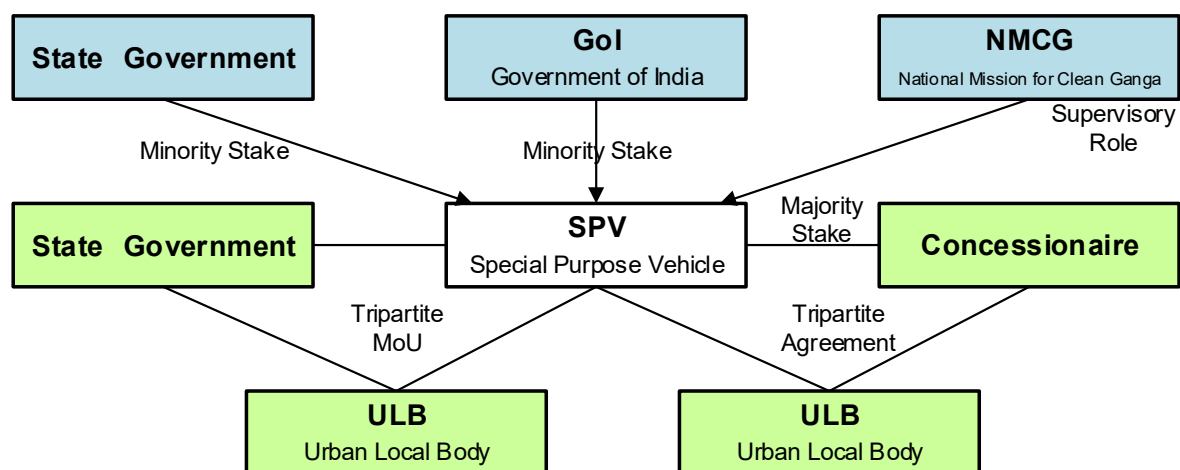 State Government
GoI
Government of India
NMCG
National Mission for Clean Ganga
Minority Stake
Minority Stake
Supervisory
Role
State Government
SPV
Special Purpose Vehicle
Majority
Stake
Concessionaire
Tripartite
MoU
Tripartite
Agreement
ULB
Urban Local Body
ULB
Urban Local Body